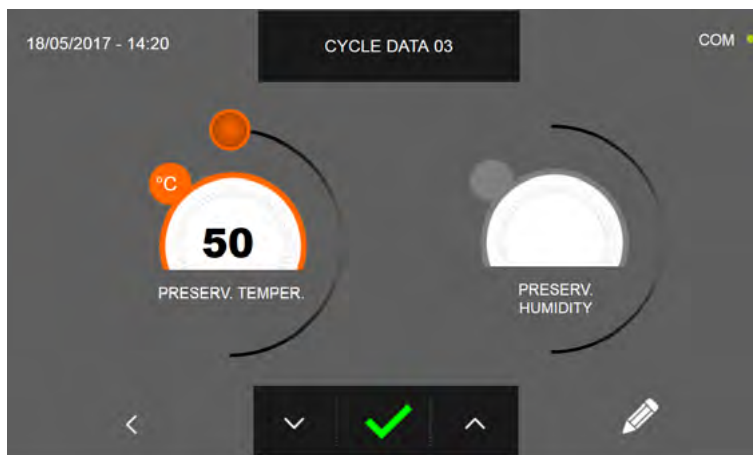 18/05/2017 - 14:20
CYCLE DATA 03
COM
°C
50
PRESERV. TEMPER.
PRESERV.
HUMIDITY